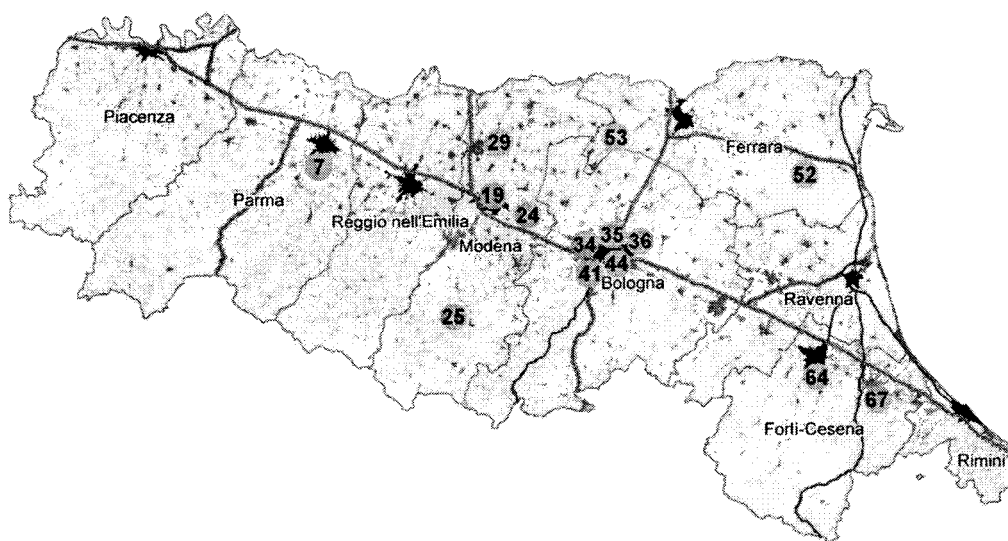 Piacenza
7
Parma
Reggio nell'Emilia
29
19
24
Modena
25
53
Ferrara
52
34
35
36
41
44
Bologna
Ravenna
64
67
Forlì-Cesena
Rimini